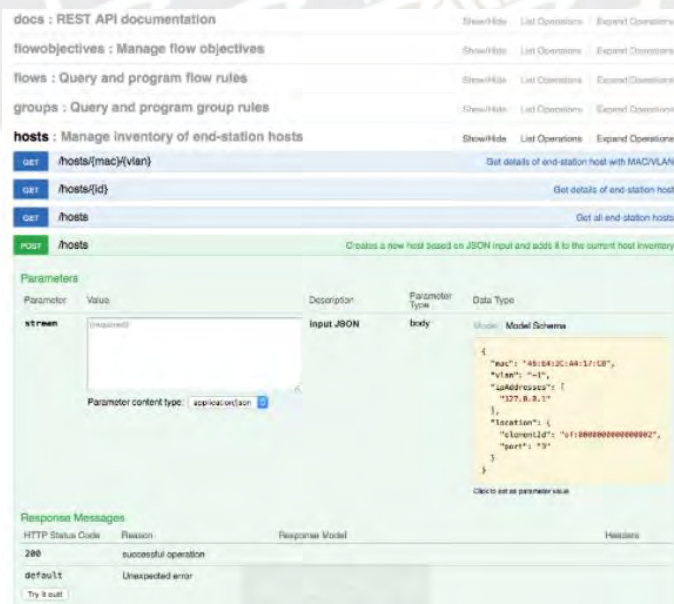 docs : REST API documentation Show/Hide List Operations Expand Operations
flowobjectives : Manage flow objectives Show/Hide List Operations Expand Operations
flows : Query and program flow rules Show/Hide List Operations Expand Operations
groups : Query and program group rules Show/Hide List Operations Expand Operations
hosts : Manage inventory of end-station hosts Show/Hide List Operations Expand Operations
GET /hosts/{mac}/{vlan} Get details of end-station host with MAC/VLAN
GET /hosts/{id} Get details of end-station host
GET /hosts Get all end-station hosts
POST /hosts Creates a new host based on JSON input and adds it to the current host inventory
Parameters
Parameter Value Description Parameter Type Data Type
stream (required) input JSON body Model Model Schema
{
"mac": "46:E4:3C:A4:17:C8",
"vlan": "-1",
"ipAddresses": [
"127.0.0.1"
],
"location": {
"elementId": "of:0000000000000002",
"port": "3"
}
}
Parameter content type: application/json
Click to set as parameter value
Response Messages
HTTP Status Code Reason Response Model Headers
200 successful operation
default Unexpected error
Try it out!